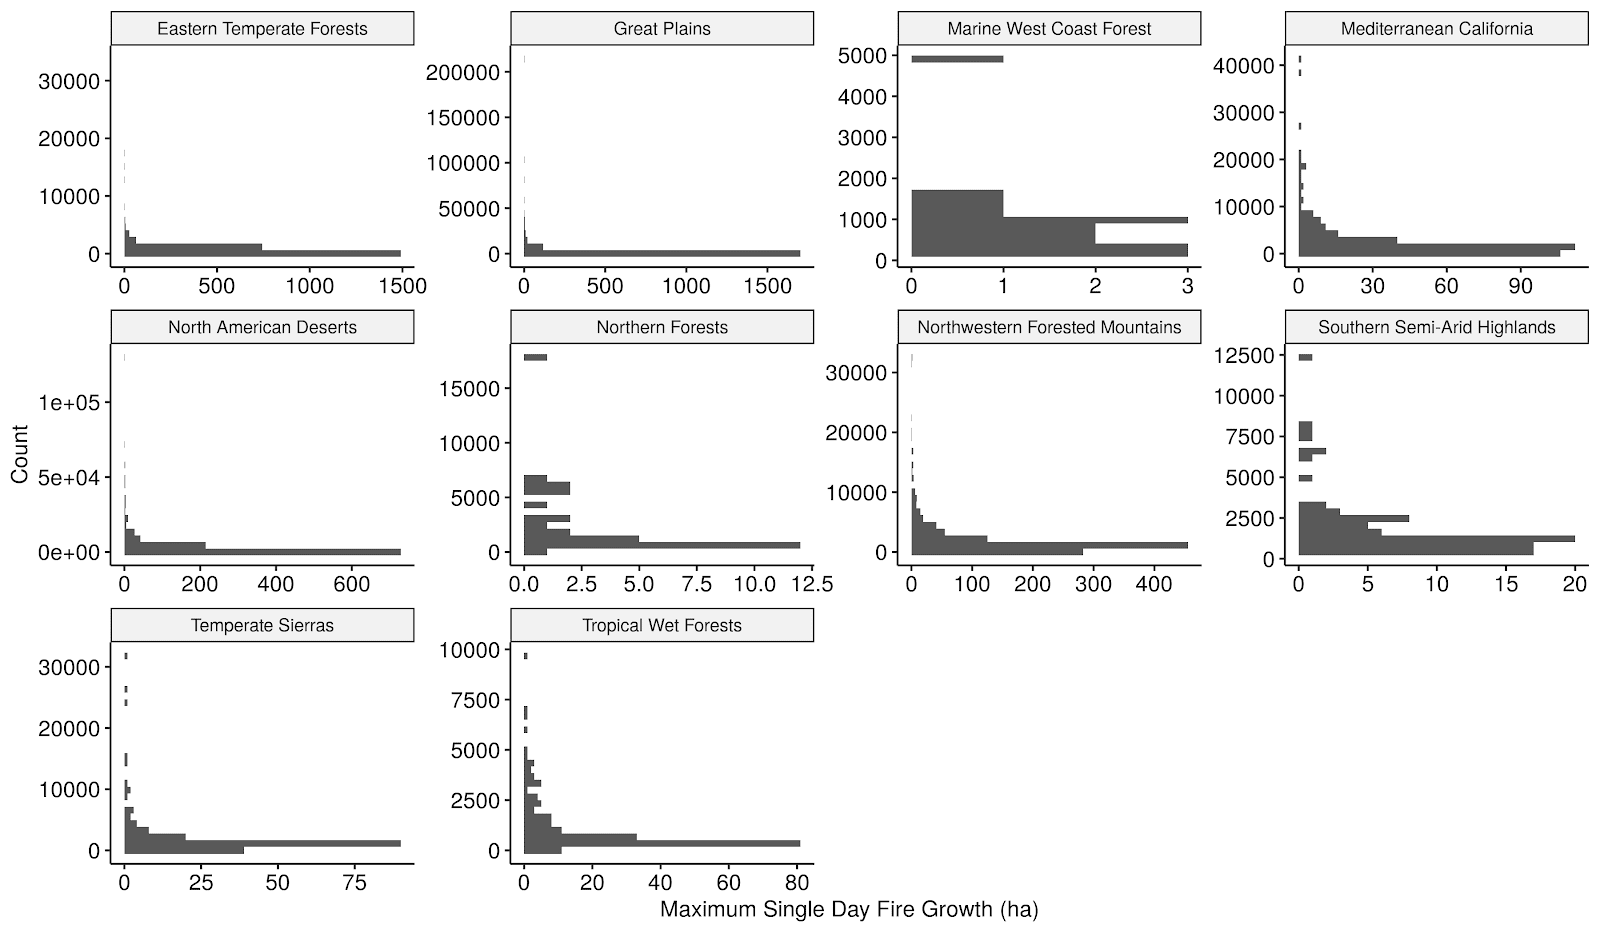 Eastern Temperate Forests
Great Plains
Marine West Coast Forest
Mediterranean California
30000
20000
10000
0
0 500 1000 1500
200000
150000
100000
50000
0
0 500 1000 1500
5000
4000
3000
2000
1000
0
0 1 2 3
40000
30000
20000
10000
0
0 30 60 90
North American Deserts
Northern Forests
Northwestern Forested Mountains
Southern Semi-Arid Highlands
Count
1e+05
5e+04
0e+00
0 200 400 600
15000
10000
5000
0
0.0 2.5 5.0 7.5 10.0 12.5
30000
20000
10000
0
0 100 200 300 400
12500
10000
7500
5000
2500
0
0 5 10 15 20
Temperate Sierras
Tropical Wet Forests
30000
20000
10000
0
0 25 50 75
10000
7500
5000
2500
0
0 20 40 60 80
Maximum Single Day Fire Growth (ha)